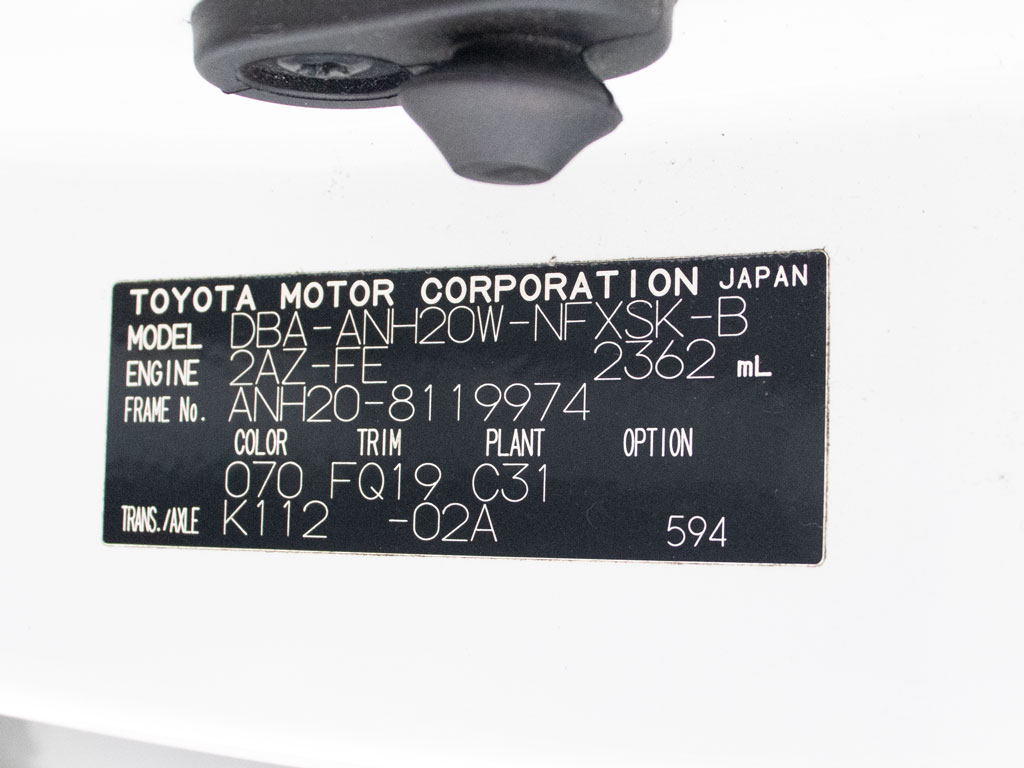 TOYOTA MOTOR CORPORATION JAPAN
MODEL DBA-ANH20W-NFXSK-B
ENGINE 2AZ-FE 2362 mL
FRAME No. ANH20-8119974
COLOR TRIM PLANT OPTION
070 FQ19 C31
TRANS./AXLE K112 -02A 594